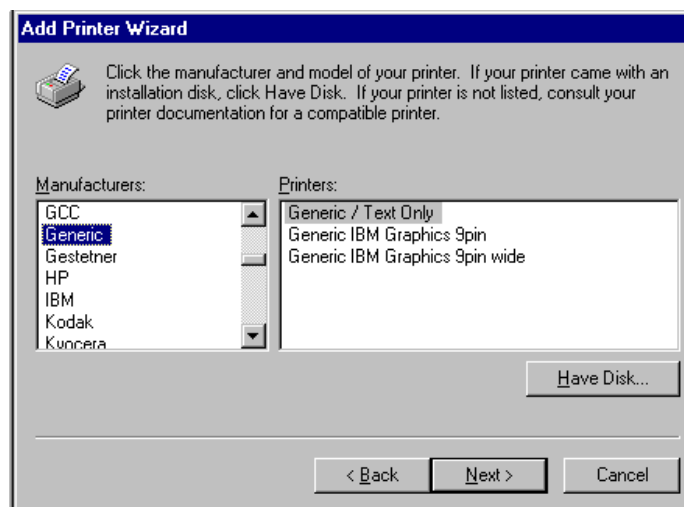 Add Printer Wizard
Click the manufacturer and model of your printer. If your printer came with an
installation disk, click Have Disk. If your printer is not listed, consult your
printer documentation for a compatible printer.
Manufacturers:
GCC
Generic
Gestetner
HP
IBM
Kodak
Kyocera
Printers:
Generic / Text Only
Generic IBM Graphics 9pin
Generic IBM Graphics 9pin wide
Have Disk...
< Back
Next >
Cancel